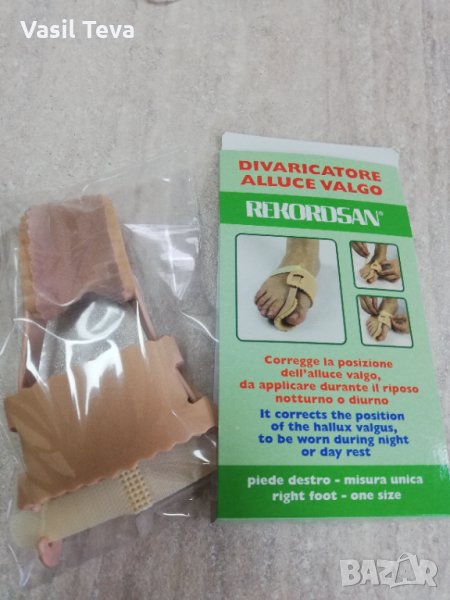 Vasil Teva
DIVARICATORE
ALLUCE VALGO
REKORDSAN®
Corregge la posizione
dell'alluce valgo,
da applicare durante il riposo
notturno o diurno
It corrects the position
of the hallux valgus,
to be worn during night
or day rest
piede destro - misura unica
right foot - one size
BAZAR